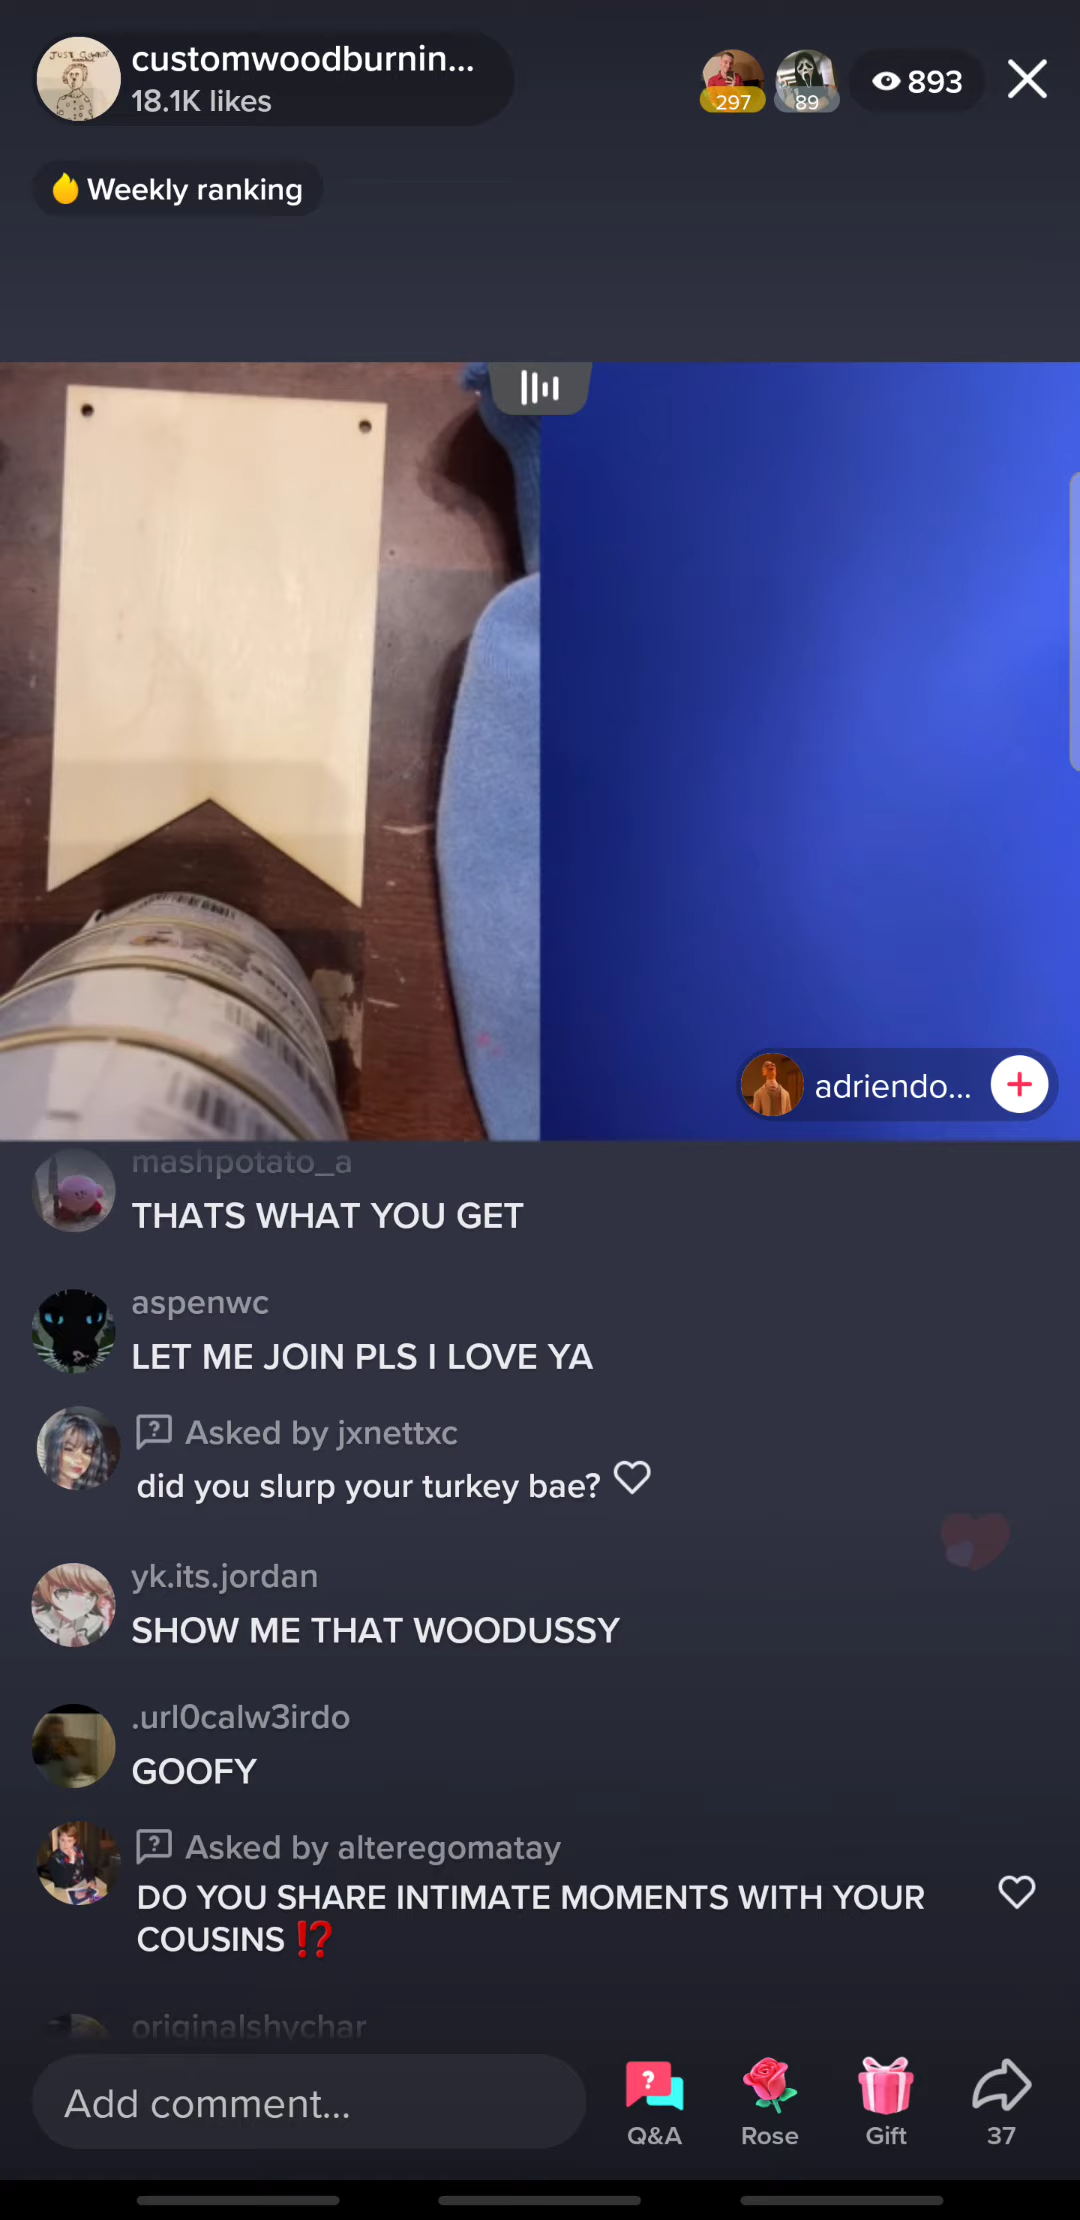 customwoodburnin...
18.1K likes
297
89
893
Weekly ranking
adriendo...
mashpotato_a
THATS WHAT YOU GET
aspenwc
LET ME JOIN PLS I LOVE YA
Asked by jxnettxc
did you slurp your turkey bae?
yk.its.jordan
SHOW ME THAT WOODUSSY
.url0calw3irdo
GOOFY
Asked by alteregomatay
DO YOU SHARE INTIMATE MOMENTS WITH YOUR
COUSINS ⁉️
originalshychar
Add comment...
Q&A
Rose
Gift
37